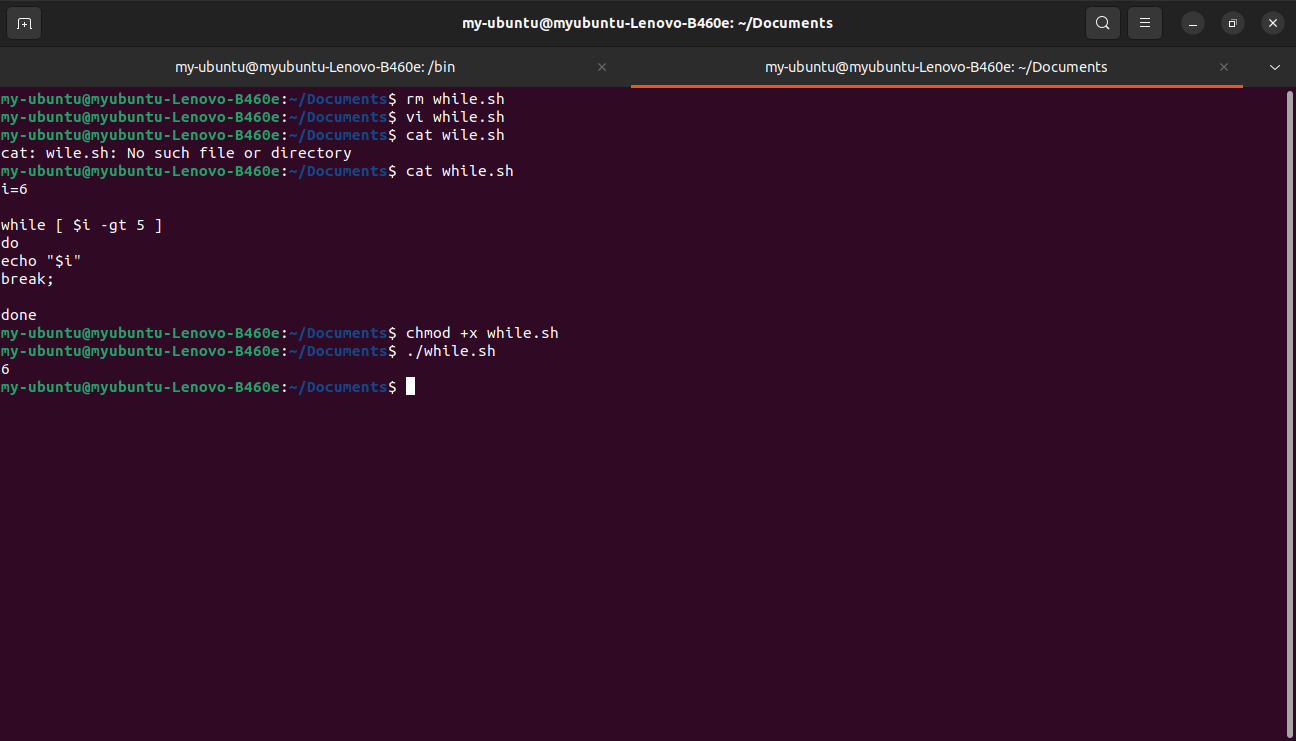 my-ubuntu@myubuntu-Lenovo-B460e: ~/Documents
my-ubuntu@myubuntu-Lenovo-B460e: /bin
my-ubuntu@myubuntu-Lenovo-B460e: ~/Documents
my-ubuntu@myubuntu-Lenovo-B460e:~/Documents$ rm while.sh
my-ubuntu@myubuntu-Lenovo-B460e:~/Documents$ vi while.sh
my-ubuntu@myubuntu-Lenovo-B460e:~/Documents$ cat wile.sh
cat: wile.sh: No such file or directory
my-ubuntu@myubuntu-Lenovo-B460e:~/Documents$ cat while.sh
i=6
while [ $i -gt 5 ]
do
echo "$i"
break;
done
my-ubuntu@myubuntu-Lenovo-B460e:~/Documents$ chmod +x while.sh
my-ubuntu@myubuntu-Lenovo-B460e:~/Documents$ ./while.sh
6
my-ubuntu@myubuntu-Lenovo-B460e:~/Documents$